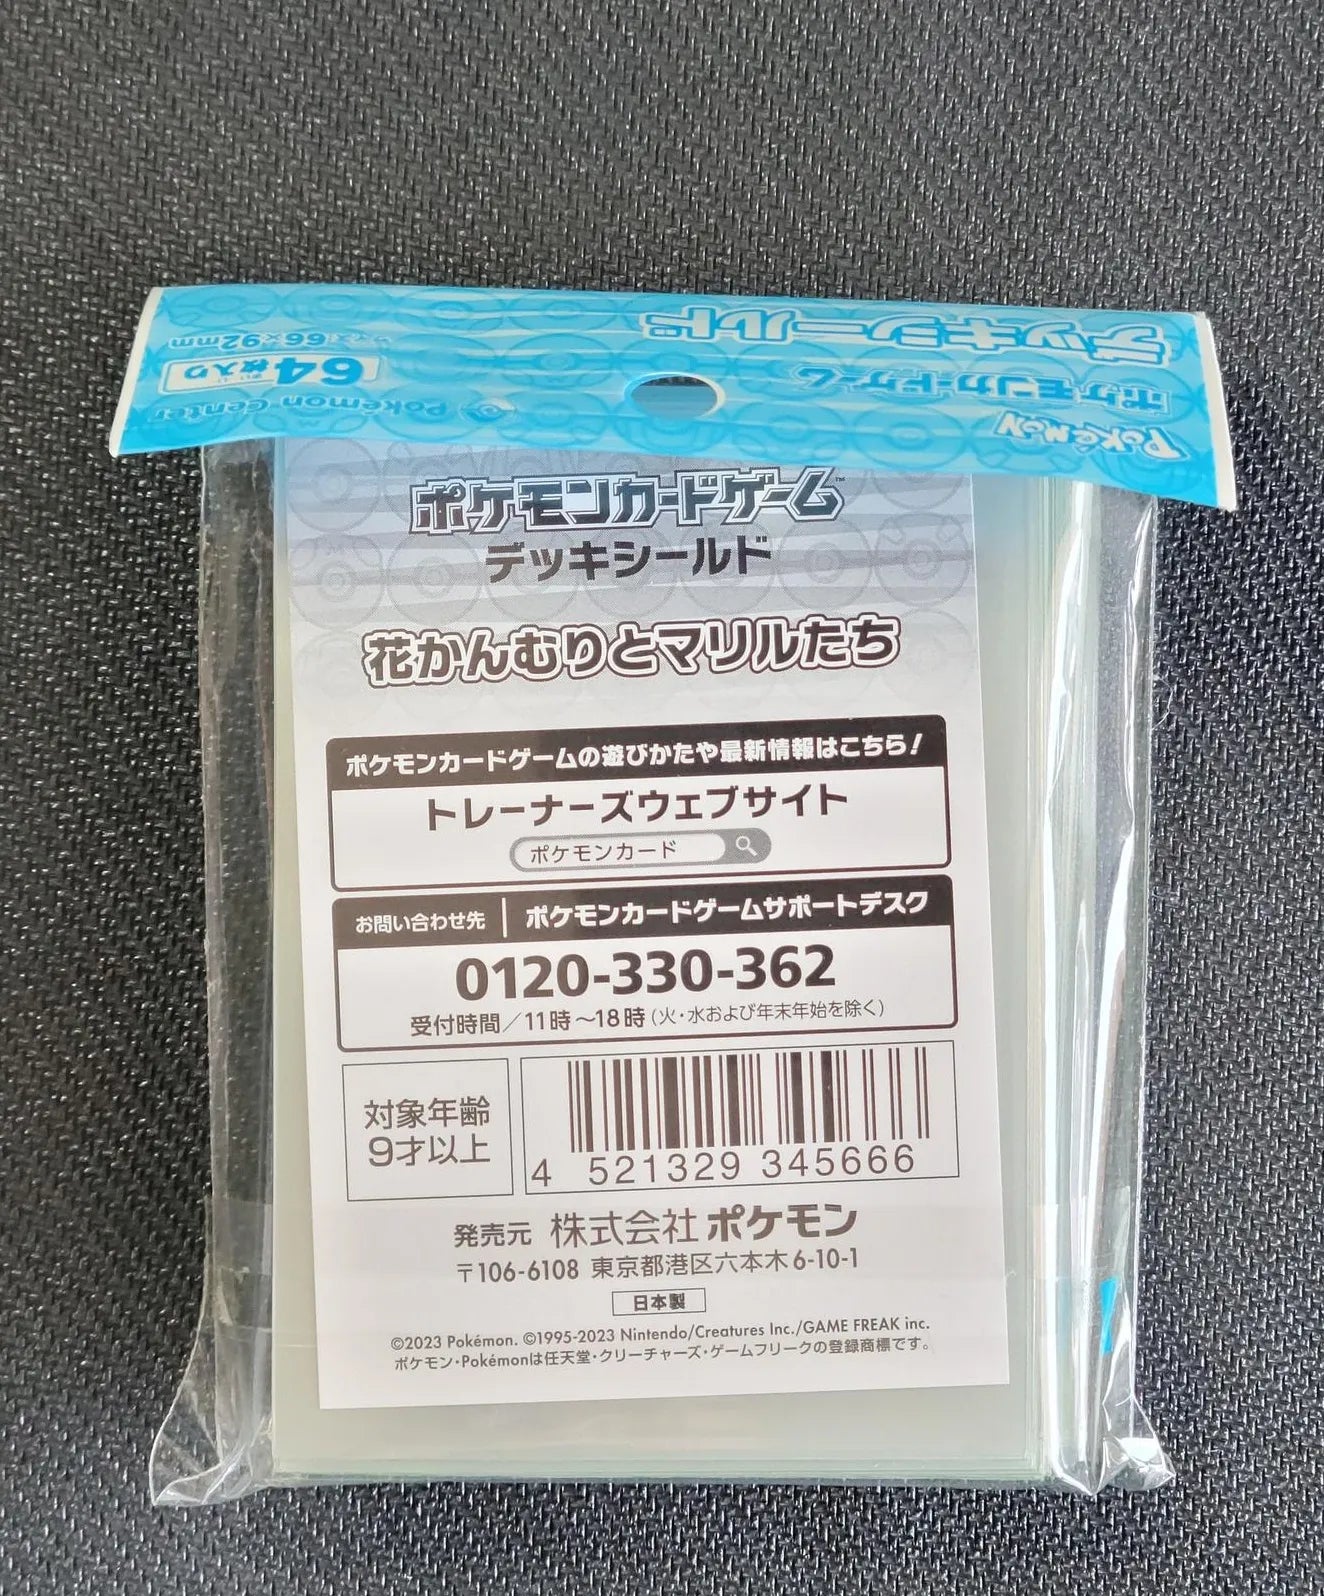 デッキシールド
ポケモンカードゲーム
POKÉMON
サイズ:66×92mm
64枚入り
Pokémon Center
ポケモンカードゲーム™
デッキシールド
花かんむりとマリルたち
ポケモンカードゲームの遊びかたや最新情報はこちら!
トレーナーズウェブサイト
ポケモンカード
お問い合わせ先 ポケモンカードゲームサポートデスク
0120-330-362
受付時間/11時~18時(火・水および年末年始を除く)
対象年齢
9才以上
4 521329 345666
発売元 株式会社ポケモン
〒106-6108 東京都港区六本木6-10-1
日本製
©2023 Pokémon. ©1995-2023 Nintendo/Creatures Inc./GAME FREAK inc.
ポケモン・Pokémonは任天堂・クリーチャーズ・ゲームフリークの登録商標です。